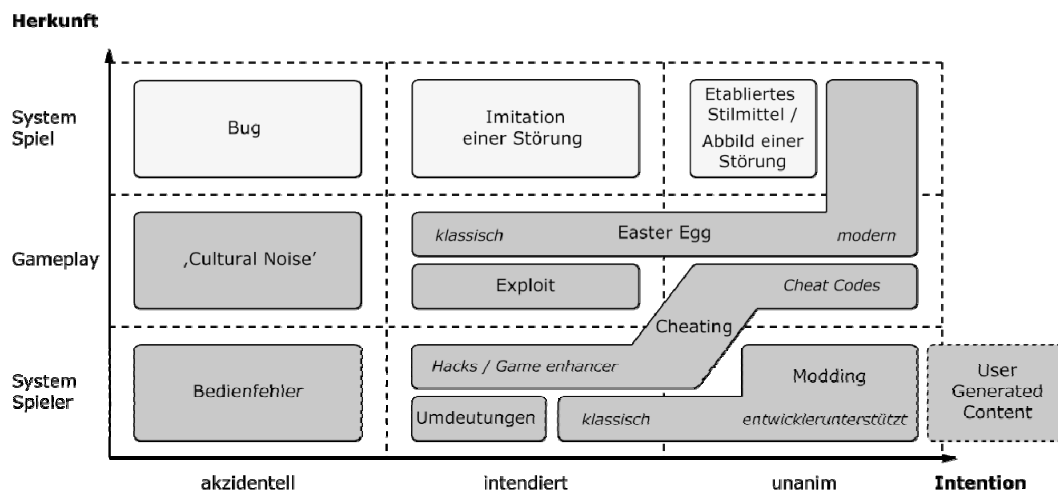 Herkunft
System
Spiel
Bug
Imitation
einer Störung
Etabliertes
Stilmittel /
Abbild einer
Störung
Gameplay
‚Cultural Noise’
klassisch
Easter Egg
modern
Exploit
Cheat Codes
Cheating
System
Spieler
Bedienfehler
Hacks / Game enhancer
Modding
User
Generated
Content
Umdeutungen
klassisch
entwicklerunterstützt
akzidentell
intendiert
unanim
Intention